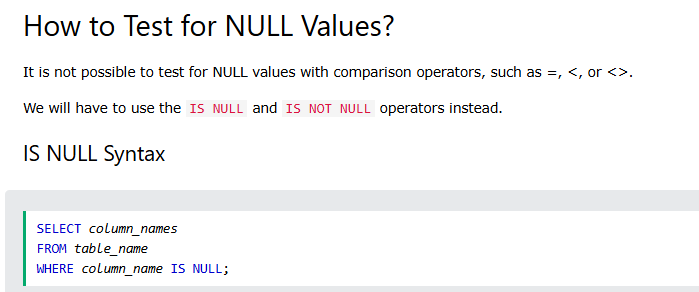 How to Test for NULL Values?
It is not possible to test for NULL values with comparison operators, such as =, <, or <>.
We will have to use the IS NULL and IS NOT NULL operators instead.
IS NULL Syntax
SELECT column_names
FROM table_name
WHERE column_name IS NULL;